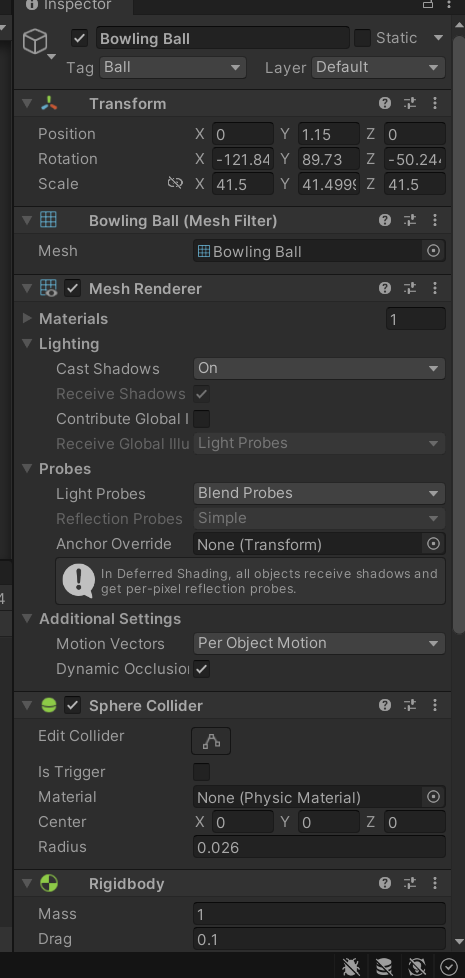 Inspector
Bowling Ball Static
Tag Ball Layer Default
Transform
Position X 0 Y 1.15 Z 0
Rotation X -121.84 Y 89.73 Z -50.244
Scale X 41.5 Y 41.4999 Z 41.5
Bowling Ball (Mesh Filter)
Mesh Bowling Ball
Mesh Renderer
Materials 1
Lighting
Cast Shadows On
Receive Shadows
Contribute Global I
Receive Global Illu Light Probes
Probes
Light Probes Blend Probes
Reflection Probes Simple
Anchor Override None (Transform)
In Deferred Shading, all objects receive shadows and
get per-pixel reflection probes.
Additional Settings
Motion Vectors Per Object Motion
Dynamic Occlusion
Sphere Collider
Edit Collider
Is Trigger
Material None (Physic Material)
Center X 0 Y 0 Z 0
Radius 0.026
Rigidbody
Mass 1
Drag 0.1